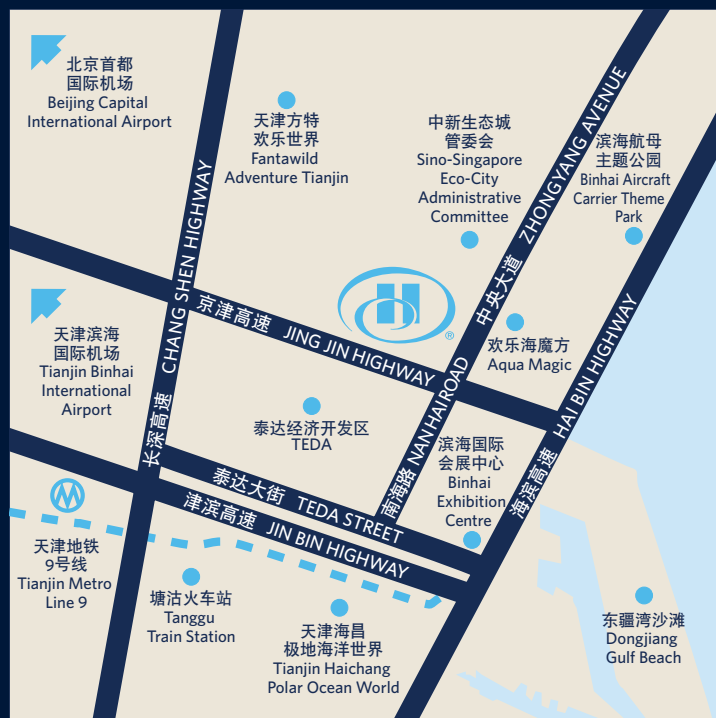 北京首都
国际机场
Beijing Capital
International Airport
天津方特
欢乐世界
Fantawild
Adventure Tianjin
中新生态城
管委会
Sino-Singapore
Eco-City
Administrative
Committee
滨海航母
主题公园
Binhai Aircraft
Carrier Theme
Park
长深高速 CHANG SHEN HIGHWAY
中央大道 ZHONGYANG AVENUE
京津高速 JING JIN HIGHWAY
H
®
欢乐海魔方
Aqua Magic
天津滨海
国际机场
Tianjin Binhai
International
Airport
泰达经济开发区
TEDA
南海路 NANHAI ROAD
海滨高速 HAI BIN HIGHWAY
滨海国际
会展中心
Binhai
Exhibition
Centre
泰达大街 TEDA STREET
津滨高速 JIN BIN HIGHWAY
M
天津地铁
9号线
Tianjin Metro
Line 9
塘沽火车站
Tanggu
Train Station
天津海昌
极地海洋世界
Tianjin Haichang
Polar Ocean World
东疆湾沙滩
Dongjiang
Gulf Beach